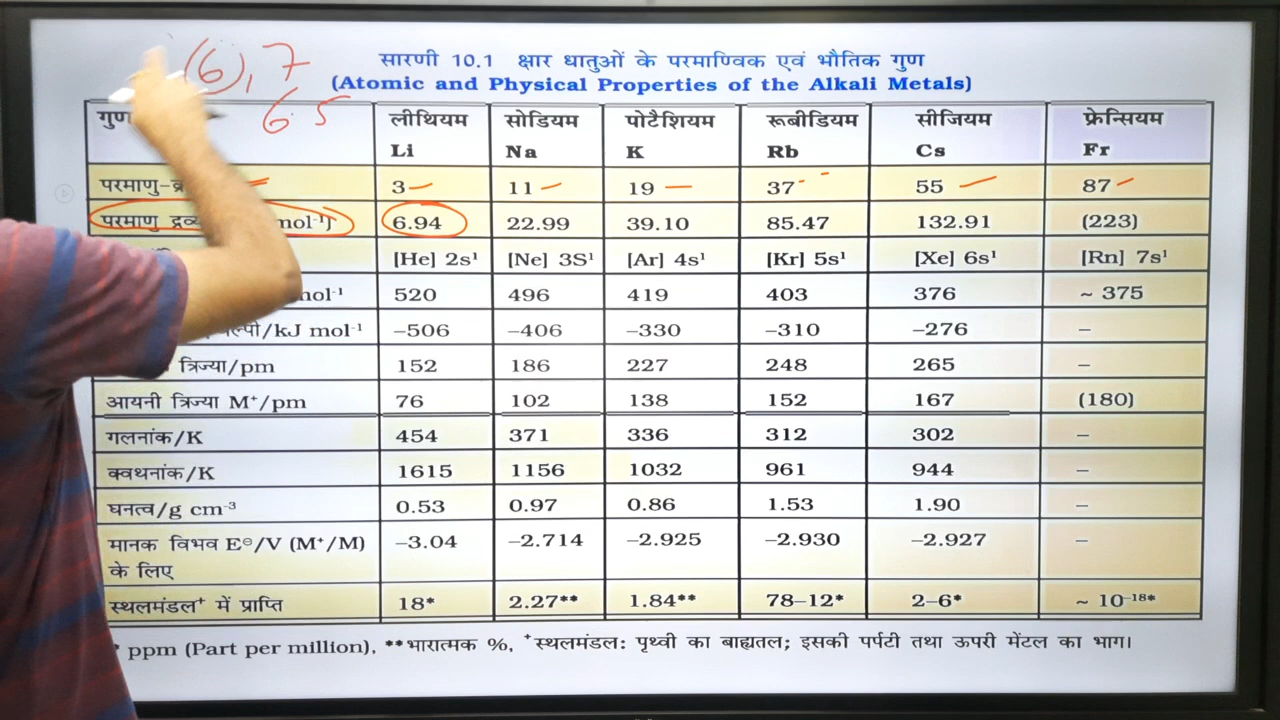 (6), 7
6.5
सारणी 10.1 क्षार धातुओं के परमाण्विक एवं भौतिक गुण
(Atomic and Physical Properties of the Alkali Metals)
गुण लीथियम सोडियम पोटैशियम रूबीडियम सीजियम फ्रेन्सियम
Li Na K Rb Cs Fr
परमाणु- 3 11 19 37 55 87
परमाणु mol⁻¹) 6.94 22.99 39.10 85.47 132.91 (223)
[He] 2s¹ [Ne] 3S¹ [Ar] 4s¹ [Kr] 5s¹ [Xe] 6s¹ [Rn] 7s¹
mol⁻¹ 520 496 419 403 376 ~ 375
/kJ mol⁻¹ –506 –406 –330 –310 –276 –
त्रिज्या/pm 152 186 227 248 265 –
आयनी त्रिज्या M⁺/pm 76 102 138 152 167 (180)
गलनांक/K 454 371 336 312 302 –
क्वथनांक/K 1615 1156 1032 961 944 –
घनत्व/g cm⁻³ 0.53 0.97 0.86 1.53 1.90 –
मानक विभव E⊖/V (M⁺/M) –3.04 –2.714 –2.925 –2.930 –2.927 –
के लिए
स्थलमंडल⁺ में प्राप्ति 18* 2.27** 1.84** 78–12* 2–6* ~ 10⁻¹⁸*
* ppm (Part per million), **भारात्मक %, ⁺स्थलमंडल: पृथ्वी का बाह्यतल; इसकी पर्पटी तथा ऊपरी मेंटल का भाग।